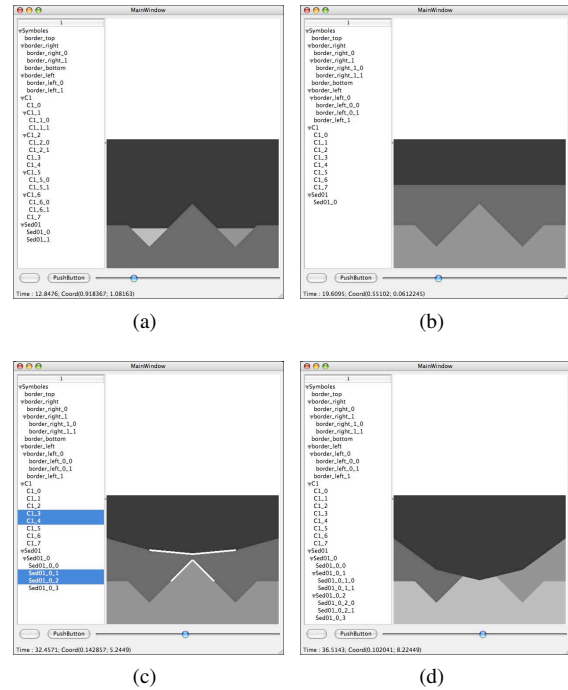 MainWindow
1
Symboles
border_top
border_right
border_right_0
border_right_1
border_bottom
border_left
border_left_0
border_left_1
C1
C1_0
C1_1
C1_1_0
C1_1_1
C1_2
C1_2_0
C1_2_1
C1_3
C1_4
C1_5
C1_5_0
C1_5_1
C1_6
C1_6_0
C1_6_1
C1_7
Sed01
Sed01_0
Sed01_1
PushButton
Time : 12.8476; Coord(0.918367; 1.08163)
(a)
MainWindow
1
Symboles
border_top
border_right
border_right_0
border_right_1
border_right_1_0
border_right_1_1
border_bottom
border_left
border_left_0
border_left_0_0
border_left_0_1
border_left_1
C1
C1_0
C1_1
C1_2
C1_3
C1_4
C1_5
C1_6
C1_7
Sed01
Sed01_0
PushButton
Time : 19.6095; Coord(0.55102; 0.0612245)
(b)
MainWindow
1
Symboles
border_top
border_right
border_right_0
border_right_1
border_right_1_0
border_right_1_1
border_bottom
border_left
border_left_0
border_left_0_0
border_left_0_1
border_left_1
C1
C1_0
C1_1
C1_2
C1_3
C1_4
C1_5
C1_6
C1_7
Sed01
Sed01_0
Sed01_0_0
Sed01_0_1
Sed01_0_2
Sed01_0_3
PushButton
Time : 32.4571; Coord(0.142857; 5.2449)
(c)
MainWindow
1
Symboles
border_top
border_right
border_right_0
border_right_1
border_right_1_0
border_right_1_1
border_bottom
border_left
border_left_0
border_left_0_0
border_left_0_1
border_left_1
C1
C1_0
C1_1
C1_2
C1_3
C1_4
C1_5
C1_6
C1_7
Sed01
Sed01_0
Sed01_0_0
Sed01_0_1
Sed01_0_1_0
Sed01_0_1_1
Sed01_0_2
Sed01_0_2_0
Sed01_0_2_1
Sed01_0_3
PushButton
Time : 36.5143; Coord(0.102041; 8.22449)
(d)